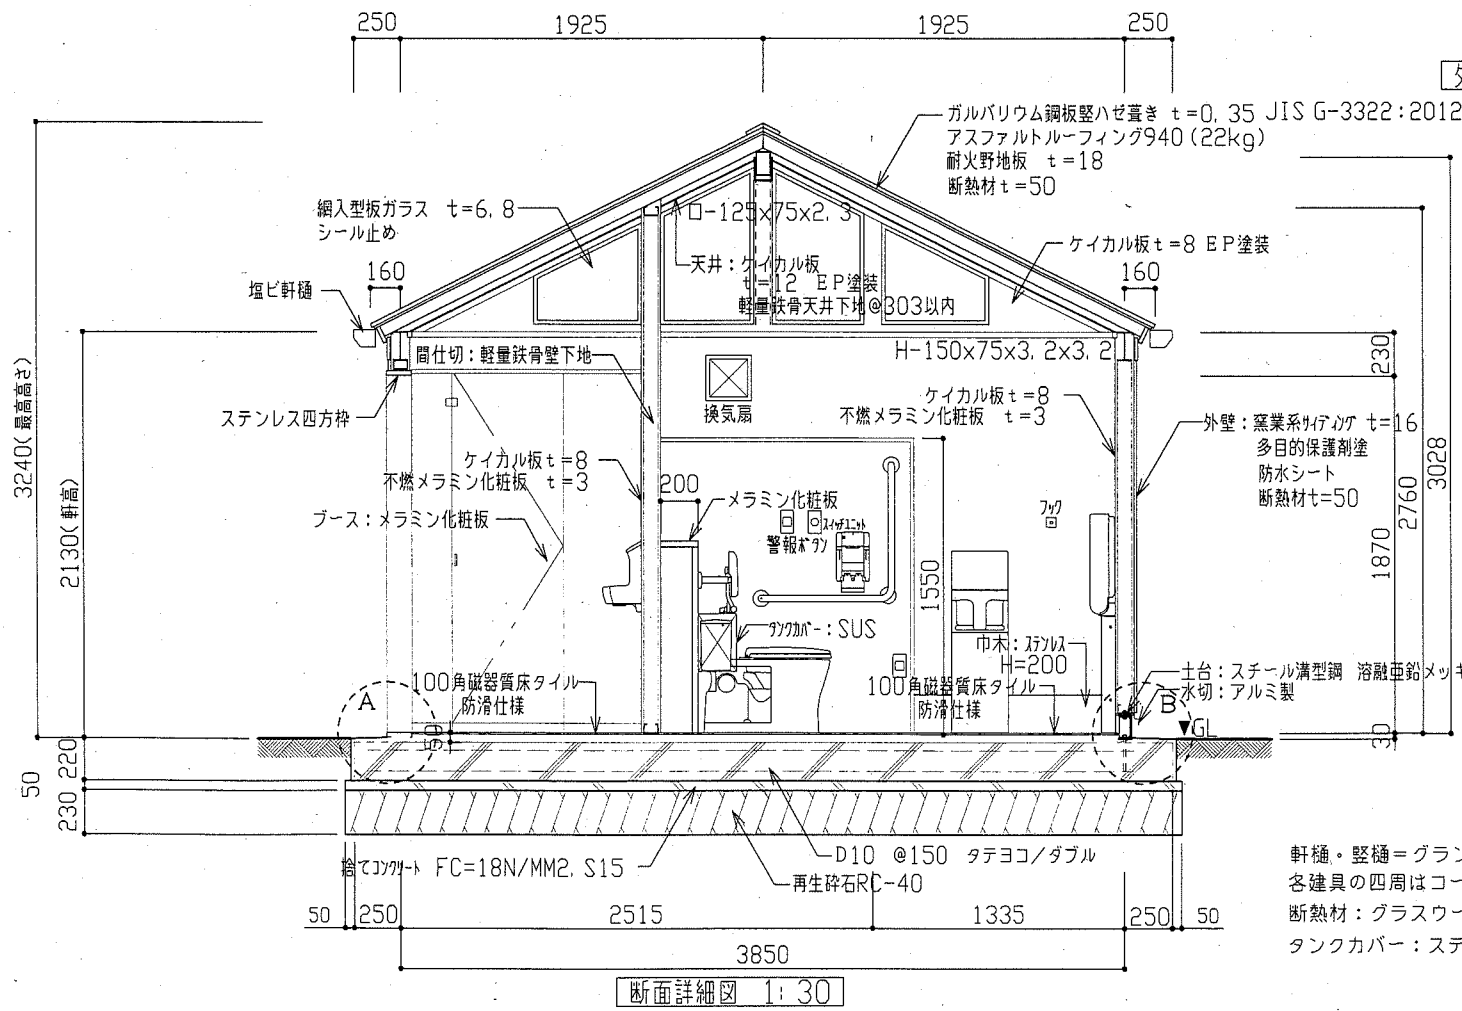 250
1925
1925
250
ガルバリウム鋼板竪ハゼ葺き t=0, 35 JIS G-3322:2012
アスファルトルーフィング940(22kg)
耐火野地板 t=18
断熱材t=50
網入型板ガラス t=6, 8
シール止め
ロ-125x75x2, 3
ケイカル板t=8 EP塗装
天井:ケイカル板
t=12 EP塗装
軽量鉄骨天井下地@303以内
160
160
塩ビ軒樋
間仕切:軽量鉄骨壁下地
H-150x75x3, 2x3, 2
230
3240(最高高さ)
2130(軒高)
ステンレス四方枠
換気扇
ケイカル板t=8
不燃メラミン化粧板 t=3
外壁:窯業系サイディング t=16
多目的保護剤塗
防水シート
断熱材t=50
3028
2760
1870
ケイカル板t=8
不燃メラミン化粧板 t=3
200
メラミン化粧板
ブース:メラミン化粧板
スイッチユニット
警報ボタン
フック
1550
タンクカバー:SUS
巾木:ステンレス
H=200
100角磁器質床タイル
防滑仕様
100角磁器質床タイル
防滑仕様
土台:スチール溝型鋼 溶融亜鉛メッキ
水切:アルミ製
A
B
GL
50
30
220
50
230
捨てコンクリート FC=18N/MM2, S15
D10 @150 タテヨコ/ダブル
再生砕石RC-40
軒樋・竪樋=グラン
各建具の四周はコー
断熱材:グラスウー
タンクカバー:ステ
50
250
2515
1335
250
50
3850
断面詳細図 1:30